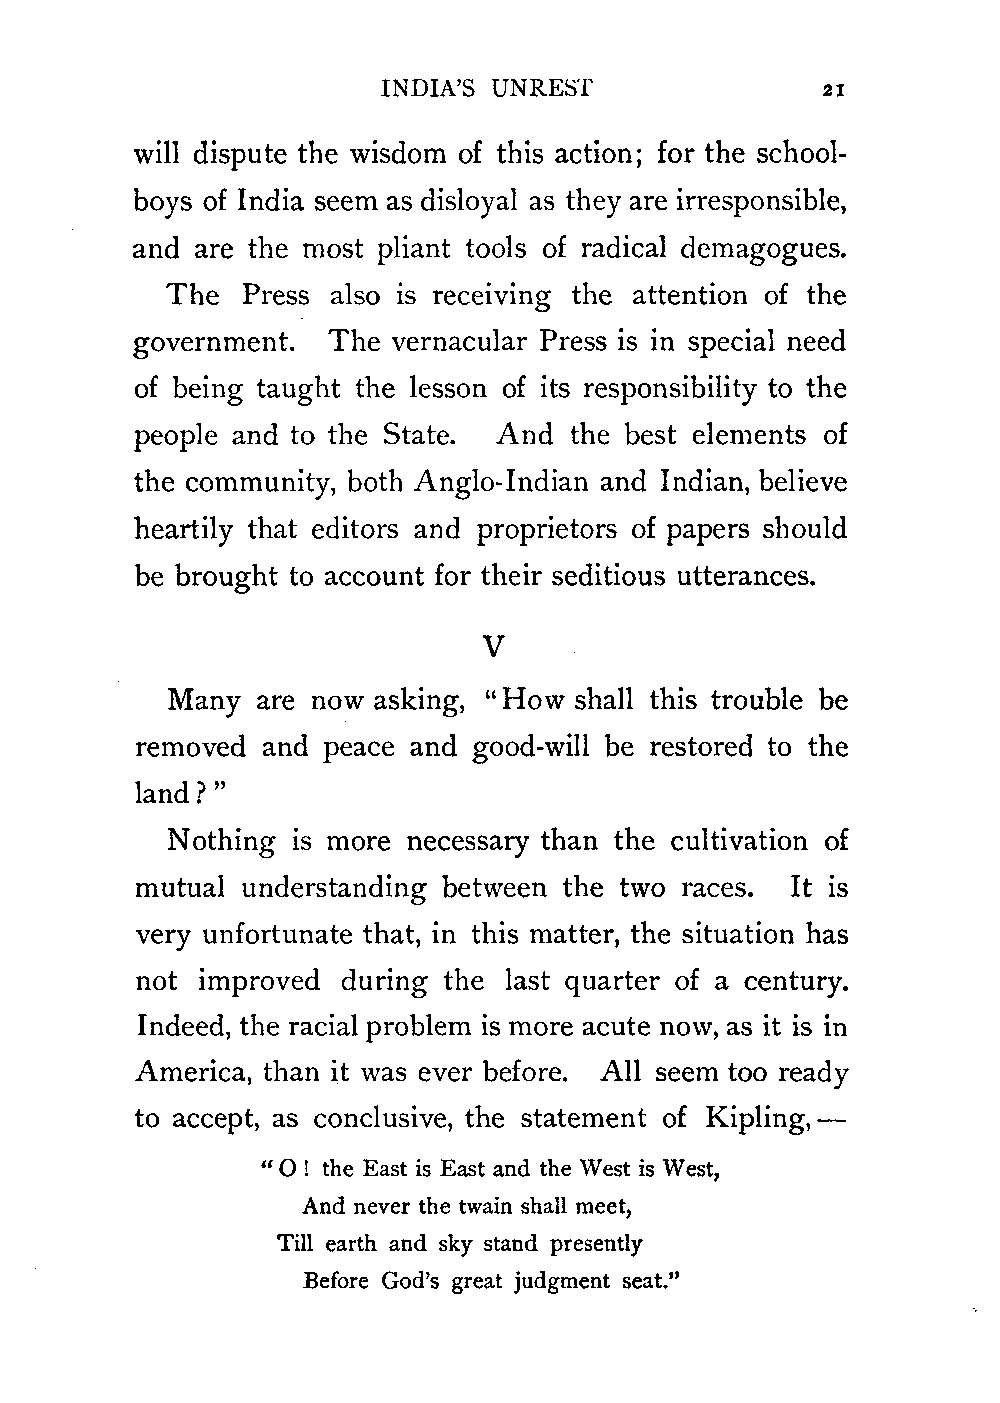 INDIA'S UNREST 21
will dispute the wisdom of this action; for the school-
boys of India seem as disloyal as they are irresponsible,
and are the most pliant tools of radical demagogues.
The Press also is receiving the attention of the
government. The vernacular Press is in special need
of being taught the lesson of its responsibility to the
people and to the State. And the best elements of
the community, both Anglo-Indian and Indian, believe
heartily that editors and proprietors of papers should
be brought to account for their seditious utterances.
V
Many are now asking, "How shall this trouble be
removed and peace and good-will be restored to the
land?"
Nothing is more necessary than the cultivation of
mutual understanding between the two races. It is
very unfortunate that, in this matter, the situation has
not improved during the last quarter of a century.
Indeed, the racial problem is more acute now, as it is in
America, than it was ever before. All seem too ready
to accept, as conclusive, the statement of Kipling,—
"O! the East is East and the West is West,
And never the twain shall meet,
Till earth and sky stand presently
Before God's great judgment seat."